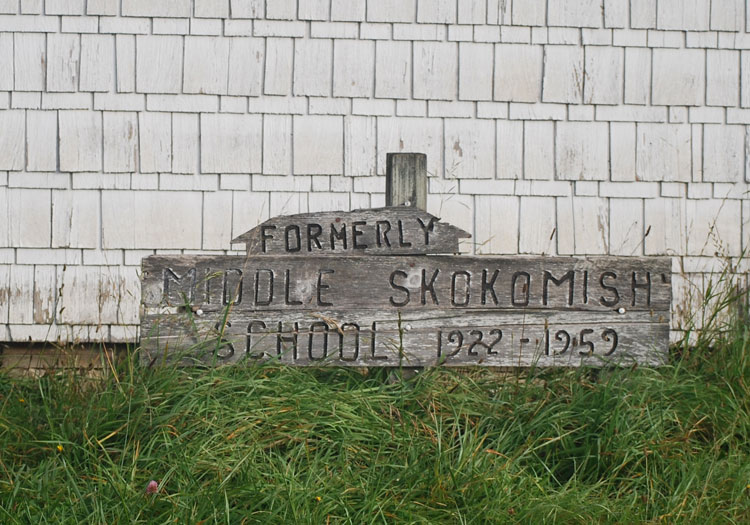 FORMERLY
MIDDLE SKOKOMISH
SCHOOL 1922-1959